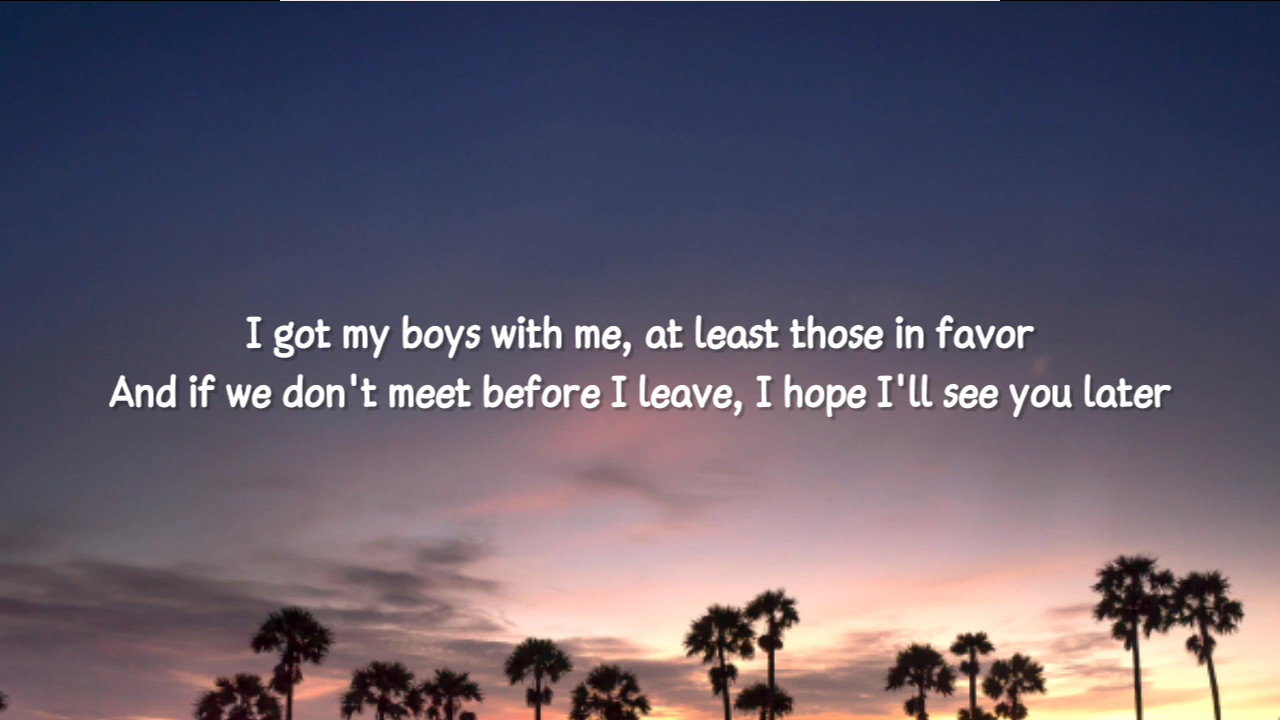 I got my boys with me, at least those in favor
And if we don't meet before I leave, I hope I'll see you later